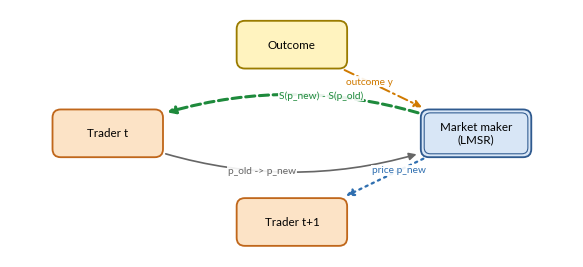 Outcome
outcome y
S(p_new) - S(p_old)
Trader t
Market maker
(LMSR)
p_old -> p_new
price p_new
Trader t+1